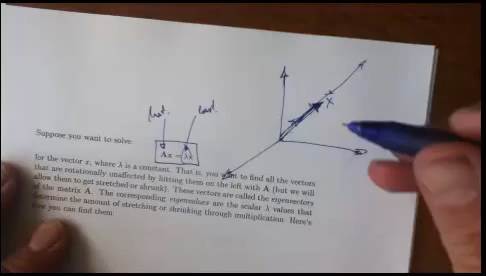 mat. const.
Suppose you want to solve:
Ax = λx
for the vector x, where λ is a constant. That is, you want to find all the vectors
that are rotationally unaffected by hitting them on the left with A (but we will
allow them to get stretched or shrunk). These vectors are called the eigenvectors
of the matrix A. The corresponding eigenvalues are the scalar λ values that
determine the amount of stretching or shrinking through multiplication. Here's
how you can find them:
X